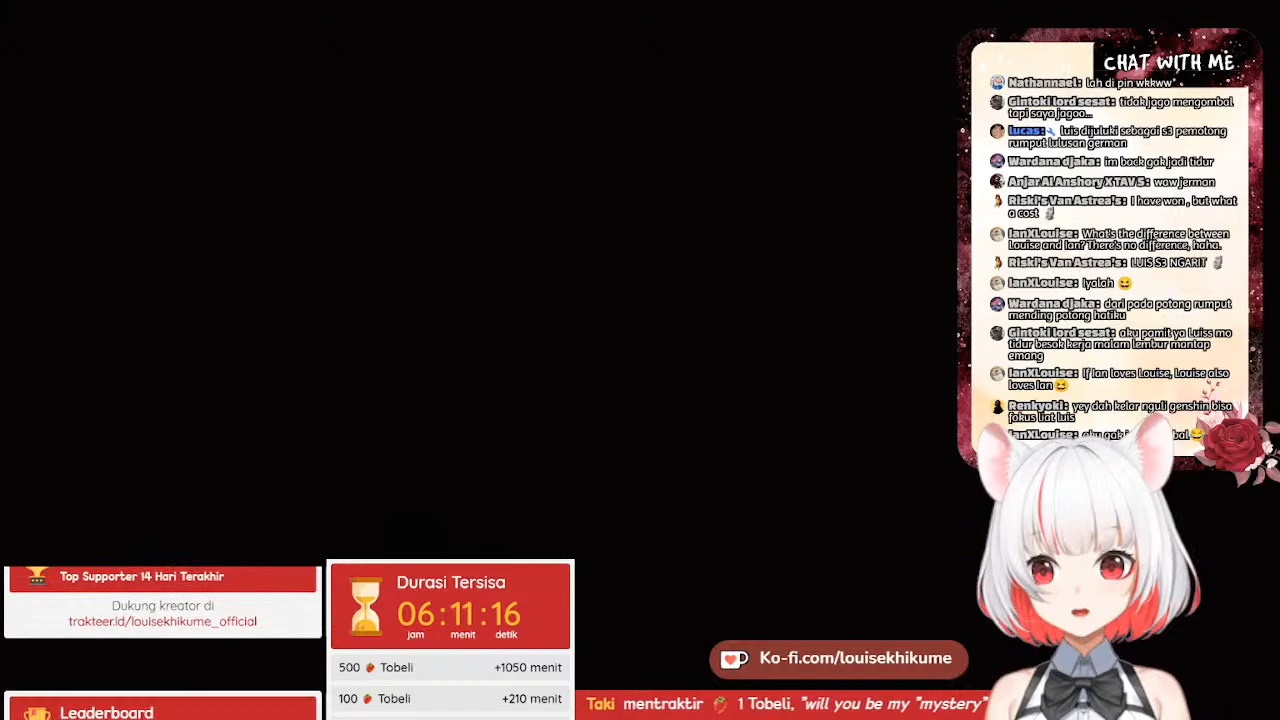 CHAT WITH ME
Nathannael: lah di pin wkkww
Gintoki lord sesat: tidak jago mengombal
tapi sayo jagoo...
lucas: luis dijuluki sebagai s3 pemotong
rumput lulusan german
Wardana djaka: im back gak jadi tidur
Anjar Al Anshory XTAV5: wow jerman
Riski's Van Astrea's: I have won , but what
a cost 🗿
IanXLouise: What's the difference between
Louise and Ian? There's no difference, haha.
Riski's Van Astrea's: LUIS S3 NGARIT 🗿
IanXLouise: Iyalah 😆
Wardana djaka: dari pada potong rumput
mending potong hatiku
Gintoki lord sesat: aku pamit ya Luiss mo
tidur besok kerja malam lembur mantap
emang
IanXLouise: If Ian loves Louise, Louise also
loves Ian 😆
Renkyoki: yey dah kelar nguli genshin bisa
fokus liat luis
IanXLouise: aku gak
Top Supporter 14 Hari Terakhir
Dukung kreator di
trakteer.id/louisekhikume_official
Leaderboard
Durasi Tersisa
06:11:16
jam menit detik
500 🍓 Tobeli +1050 menit
100 🍓 Tobeli +210 menit
Ko-fi.com/louisekhikume
Taki mentraktir 🍓 1 Tobeli, "will you be my "mystery"